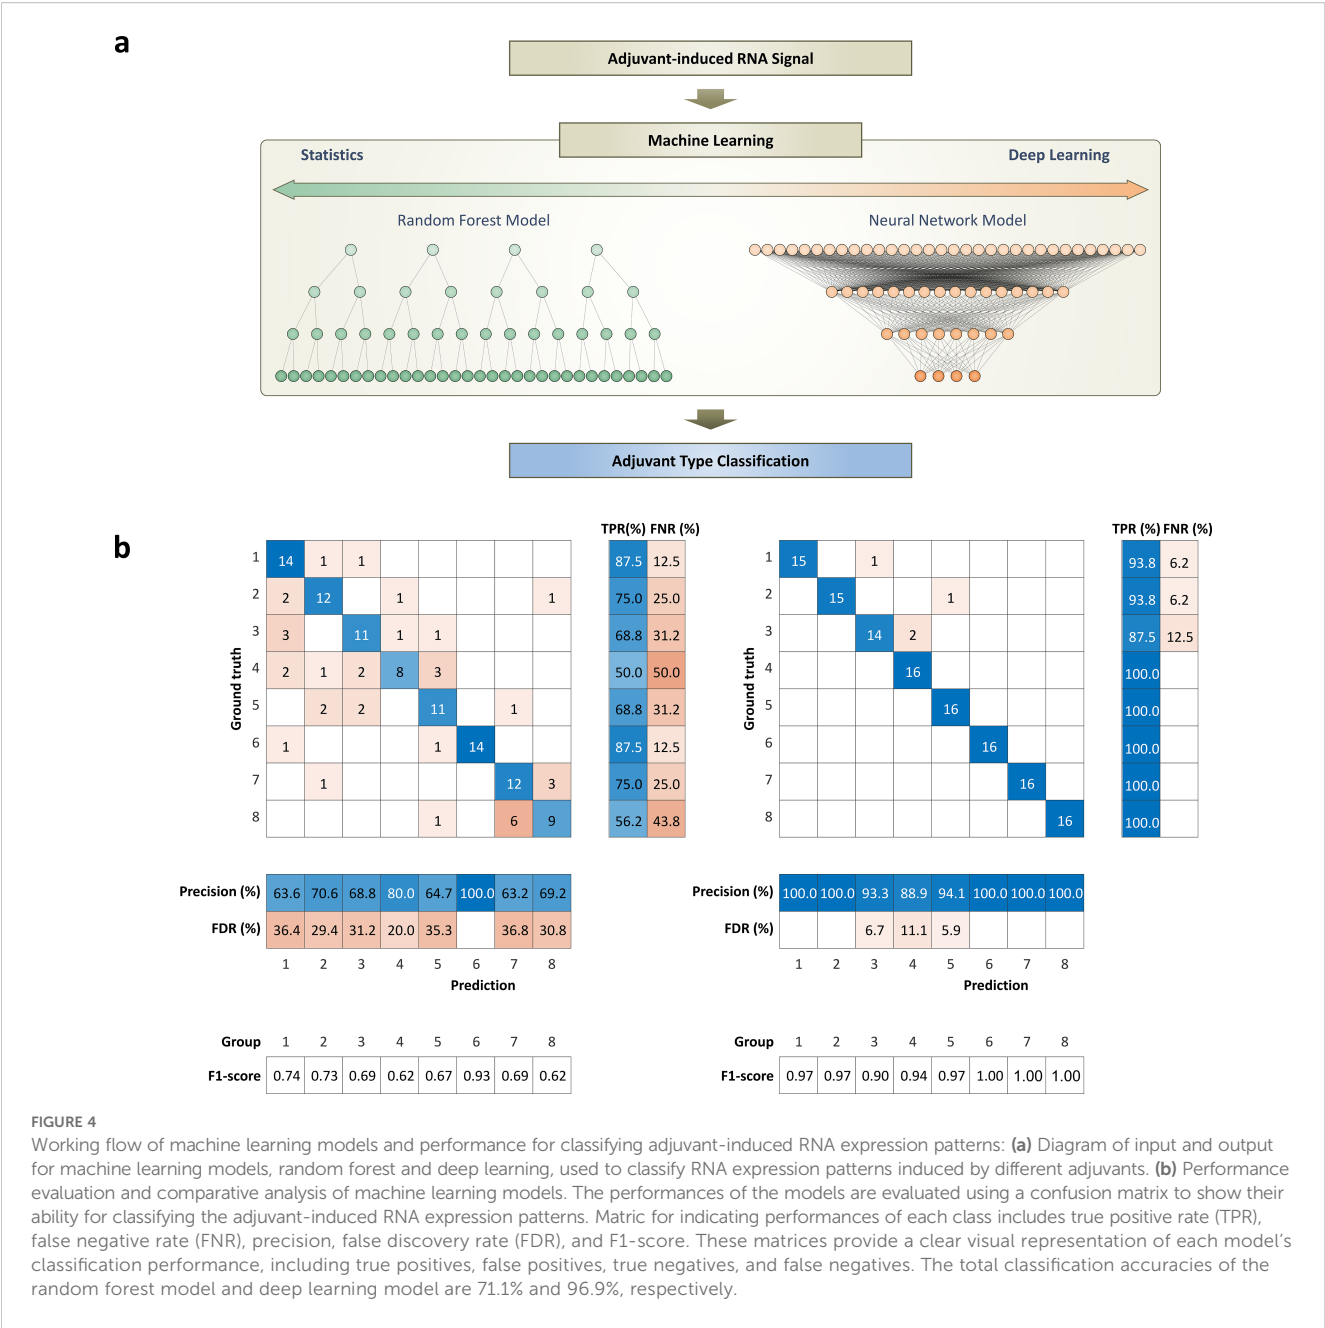 a
Adjuvant-induced RNA Signal
Machine Learning
Statistics
Deep Learning
Random Forest Model
Neural Network Model
Adjuvant Type Classification
b
TPR(%) FNR (%)
1 14 1 1 87.5 12.5
2 2 12 1 1 75.0 25.0
3 3 11 1 1 68.8 31.2
4 2 1 2 8 3 50.0 50.0
5 2 2 11 1 68.8 31.2
6 1 1 14 87.5 12.5
7 1 12 3 75.0 25.0
8 1 6 9 56.2 43.8
Ground truth
Precision (%) 63.6 70.6 68.8 80.0 64.7 100.0 63.2 69.2
FDR (%) 36.4 29.4 31.2 20.0 35.3 36.8 30.8
1 2 3 4 5 6 7 8
Prediction
Group 1 2 3 4 5 6 7 8
F1-score 0.74 0.73 0.69 0.62 0.67 0.93 0.69 0.62
TPR (%) FNR (%)
1 15 1 93.8 6.2
2 15 1 93.8 6.2
3 14 2 87.5 12.5
4 16 100.0
5 16 100.0
6 16 100.0
7 16 100.0
8 16 100.0
Ground truth
Precision (%) 100.0 100.0 93.3 88.9 94.1 100.0 100.0 100.0
FDR (%) 6.7 11.1 5.9
1 2 3 4 5 6 7 8
Prediction
Group 1 2 3 4 5 6 7 8
F1-score 0.97 0.97 0.90 0.94 0.97 1.00 1.00 1.00
FIGURE 4
Working flow of machine learning models and performance for classifying adjuvant-induced RNA expression patterns: (a) Diagram of input and output
for machine learning models, random forest and deep learning, used to classify RNA expression patterns induced by different adjuvants. (b) Performance
evaluation and comparative analysis of machine learning models. The performances of the models are evaluated using a confusion matrix to show their
ability for classifying the adjuvant-induced RNA expression patterns. Matric for indicating performances of each class includes true positive rate (TPR),
false negative rate (FNR), precision, false discovery rate (FDR), and F1-score. These matrices provide a clear visual representation of each model's
classification performance, including true positives, false positives, true negatives, and false negatives. The total classification accuracies of the
random forest model and deep learning model are 71.1% and 96.9%, respectively.